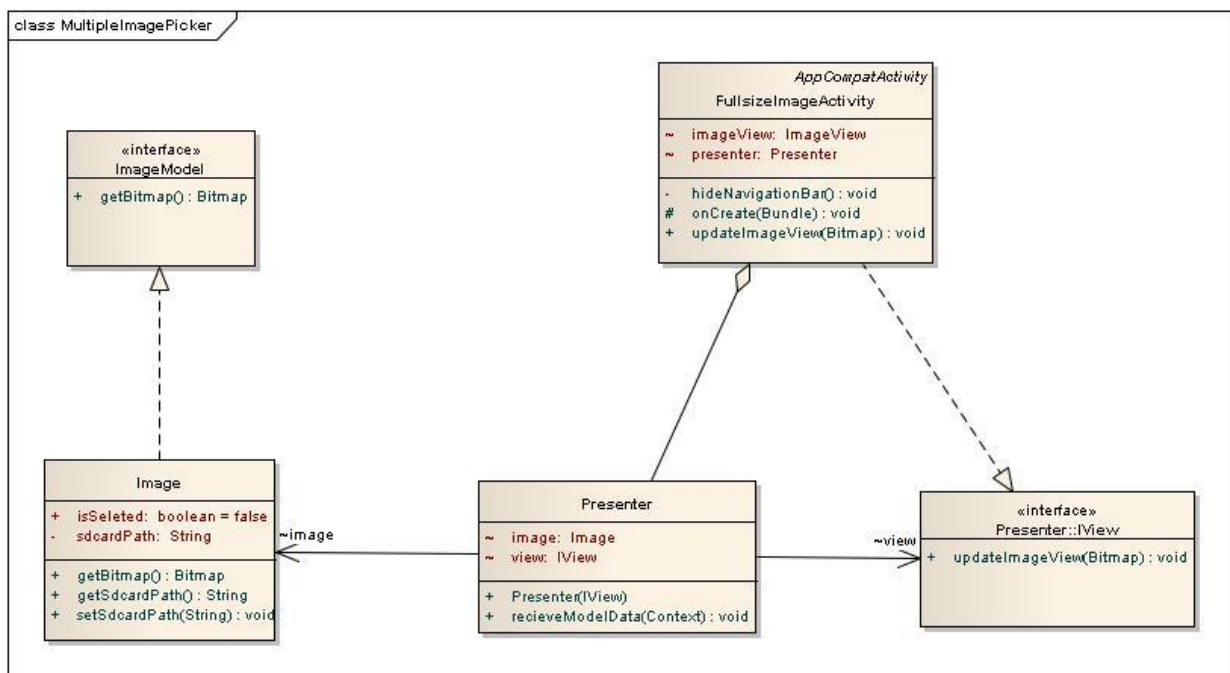 class MultipleImagePicker
AppCompatActivity
FullsizeImageActivity
~ imageView: ImageView
~ presenter: Presenter
- hideNavigationBar() : void
# onCreate(Bundle) : void
+ updateImageView(Bitmap) : void
«interface»
ImageModel
+ getBitmap() : Bitmap
Image
+ isSeleted: boolean = false
- sdcardPath: String
+ getBitmap() : Bitmap
+ getSdcardPath() : String
+ setSdcardPath(String) : void
~image
Presenter
~ image: Image
~ view: IView
+ Presenter(IView)
+ recieveModelData(Context) : void
~view
«interface»
Presenter::IView
+ updateImageView(Bitmap) : void